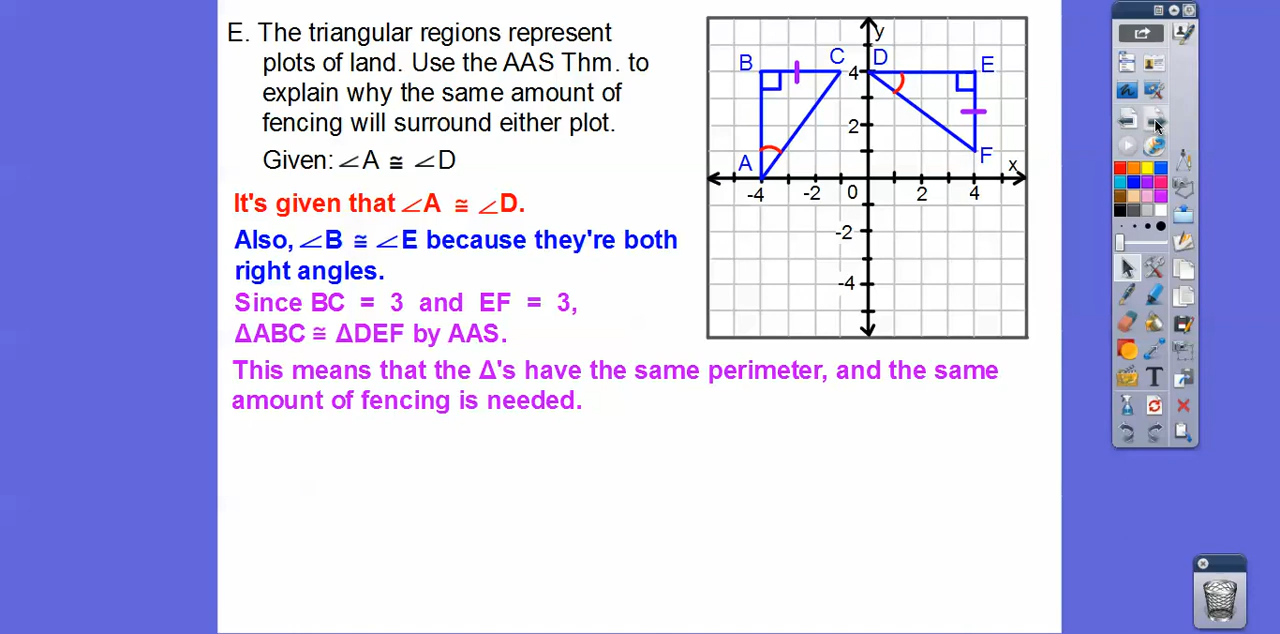 E. The triangular regions represent
plots of land. Use the AAS Thm. to
explain why the same amount of
fencing will surround either plot.
Given: ∠A ≅ ∠D
It's given that ∠A ≅ ∠D.
Also, ∠B ≅ ∠E because they're both
right angles.
Since BC = 3 and EF = 3,
ΔABC ≅ ΔDEF by AAS.
This means that the Δ's have the same perimeter, and the same
amount of fencing is needed.
y
B C D E
4
2
A F x
-4 -2 0 2 4
-2
-4
T